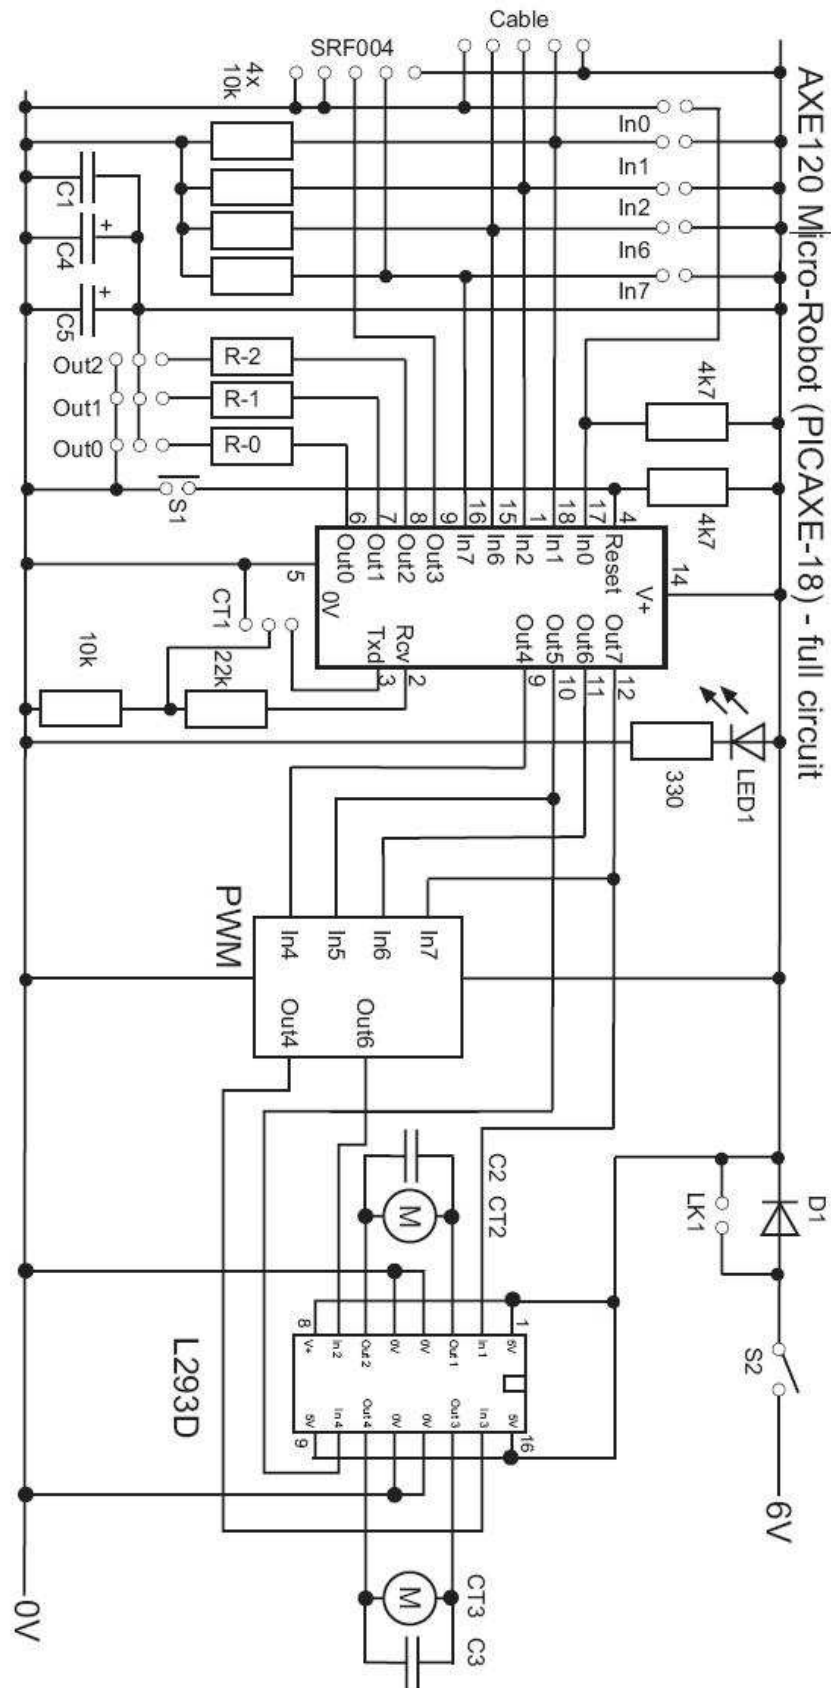 AXE120 Micro-Robot (PICAXE-18) - full circuit
Cable
SRF004
4x
10k
In0
In1
In2
In6
In7
C1
+
C4
+
C5
Out2
Out1
Out0
R-2
R-1
R-0
S1
4k7
4k7
6
7
8
9
16
15
1
18
17
4
14
Out0
Out1
Out2
Out3
In7
In6
In2
In1
In0
Reset
V+
5
0V
Txd
Rcv
Out4
Out5
Out6
Out7
3
2
9
10
11
12
CT1
10k
22k
330
LED1
PWM
In4
In5
In6
In7
Out4
Out6
D1
LK1
S2
6V
C2 CT2
M
L293D
8
1
V+
In 2
Out 2
0V
0V
Out 1
In 1
5V
5V
In 4
Out 4
0V
0V
Out 3
In 3
5V
9
16
M
CT3 C3
0V